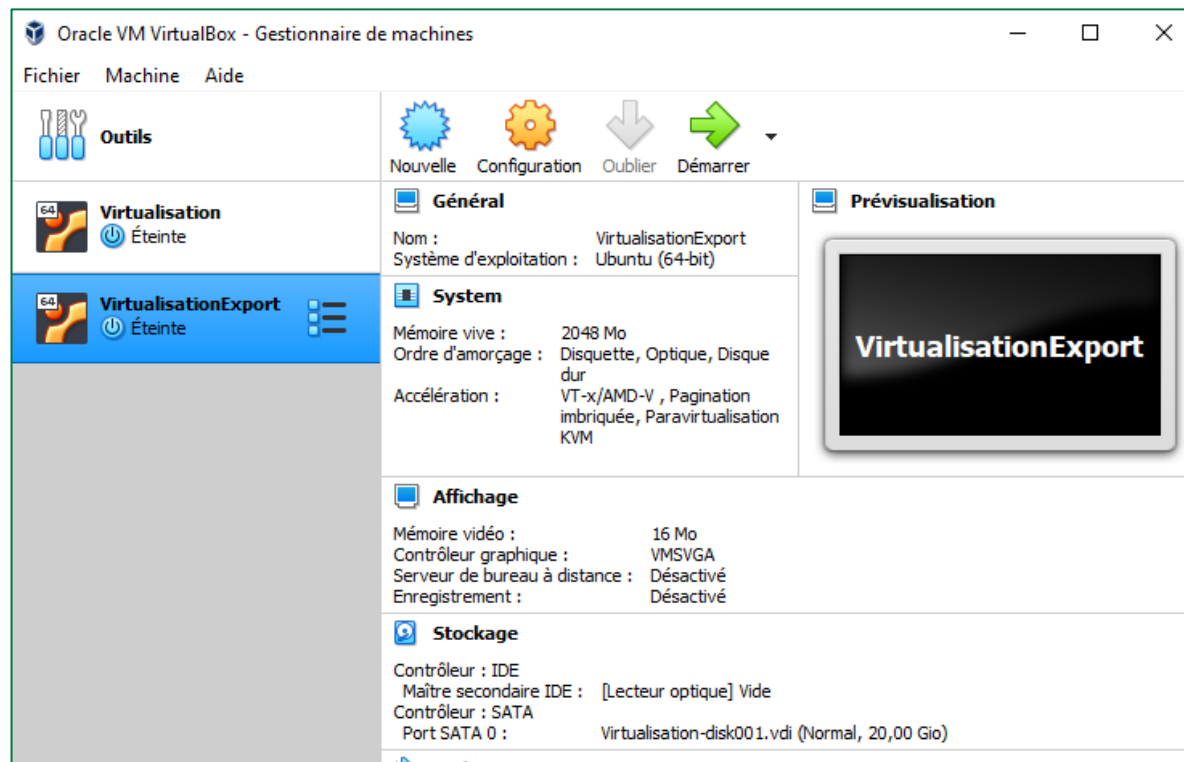 Oracle VM VirtualBox - Gestionnaire de machines
Fichier Machine Aide
Outils
Nouvelle Configuration Oublier Démarrer
64
Virtualisation
Éteinte
64
VirtualisationExport
Éteinte
Général
Nom : VirtualisationExport
Système d'exploitation : Ubuntu (64-bit)
System
Mémoire vive : 2048 Mo
Ordre d'amorçage : Disquette, Optique, Disque
dur
Accélération : VT-x/AMD-V , Pagination
imbriquée, Paravirtualisation
KVM
Prévisualisation
VirtualisationExport
Affichage
Mémoire vidéo : 16 Mo
Contrôleur graphique : VMSVGA
Serveur de bureau à distance : Désactivé
Enregistrement : Désactivé
Stockage
Contrôleur : IDE
Maître secondaire IDE : [Lecteur optique] Vide
Contrôleur : SATA
Port SATA 0 : Virtualisation-disk001.vdi (Normal, 20,00 Gio)